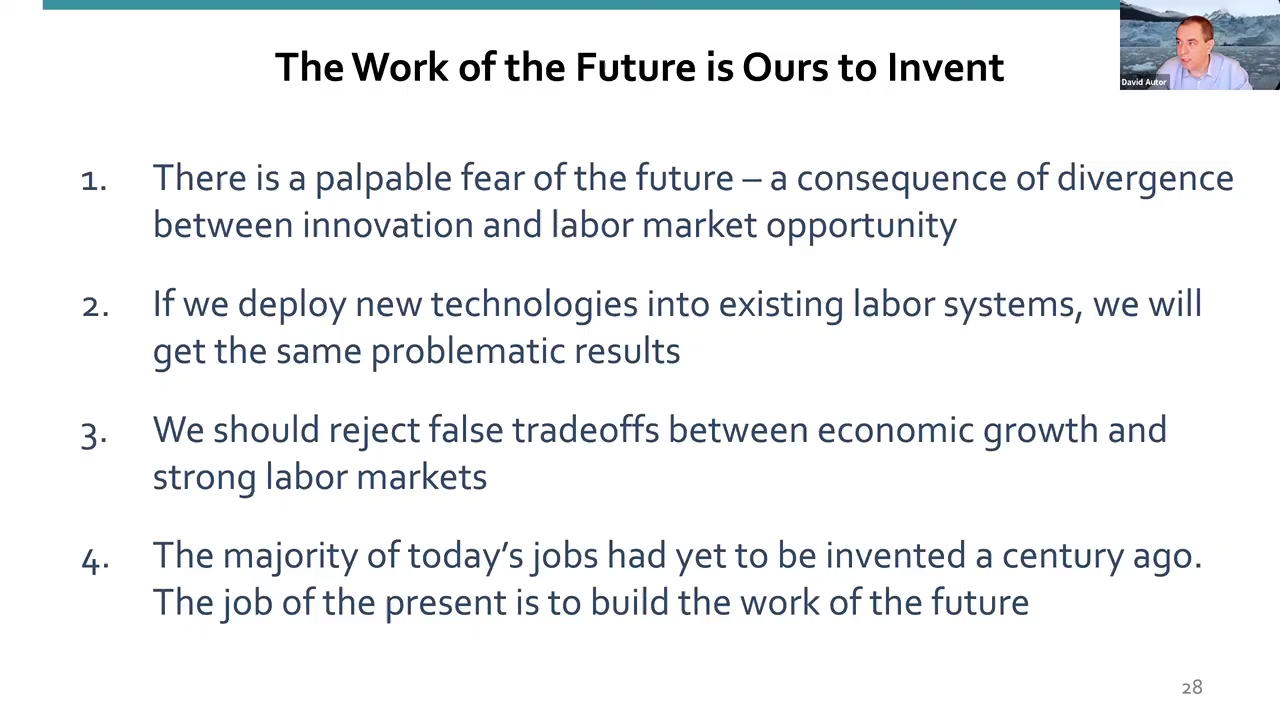 The Work of the Future is Ours to Invent
David Autor
1. There is a palpable fear of the future – a consequence of divergence
between innovation and labor market opportunity
2. If we deploy new technologies into existing labor systems, we will
get the same problematic results
3. We should reject false tradeoffs between economic growth and
strong labor markets
4. The majority of today’s jobs had yet to be invented a century ago.
The job of the present is to build the work of the future
28